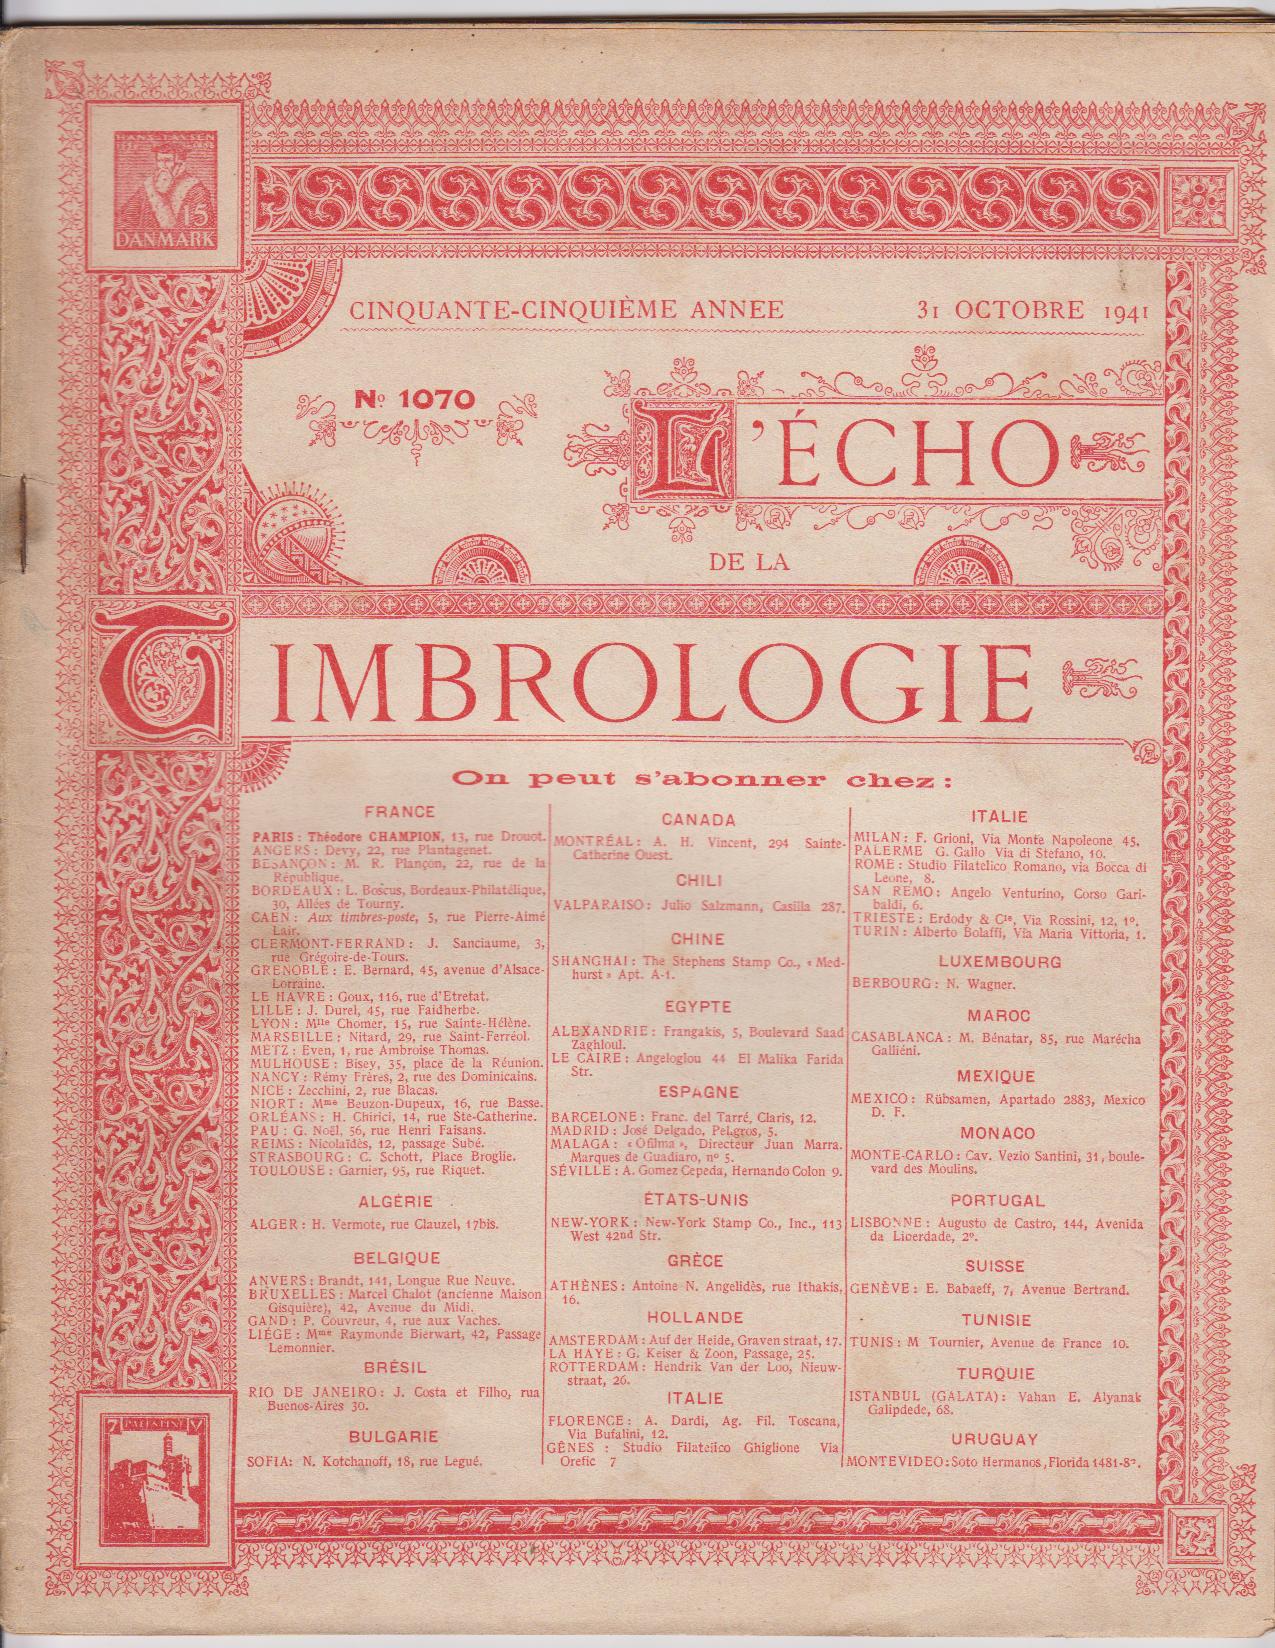 HANS TAUSEN
15
DANMARK
CINQUANTE-CINQUIÈME ANNEE
31 OCTOBRE 1941
Nº 1070
L'ÉCHO
DE LA
TIMBROLOGIE
On peut s'abonner chez :
FRANCE
PARIS : Théodore CHAMPION, 13, rue Drouot.
ANGERS : Devy, 22, rue Plantagenet.
BESANÇON : M. R. Plançon, 22, rue de la
République.
BORDEAUX : L. Boscus, Bordeaux-Philatélique,
30, Allées de Tourny.
CAEN : Aux timbres-poste, 5, rue Pierre-Aimé
Lair.
CLERMONT-FERRAND : J. Sanciaume, 3,
rue Grégoire-de-Tours.
GRENOBLE : E. Bernard, 45, avenue d'Alsace-
Lorraine.
LE HAVRE : Goux, 116, rue d'Etretat.
LILLE : J. Durel, 45, rue Faidherbe.
LYON : Mlle Chomer, 15, rue Sainte-Hélène.
MARSEILLE : Nitard, 29, rue Saint-Ferréol.
METZ : Even, 1, rue Ambroise Thomas.
MULHOUSE : Bisey, 35, place de la Réunion.
NANCY : Rémy Frères, 2, rue des Dominicains.
NICE : Zecchini, 2, rue Blacas.
NIORT : Mme Beuzon-Dupeux, 16, rue Basse.
ORLÉANS : H. Chirici, 14, rue Ste-Catherine.
PAU : G. Noël, 56, rue Henri Faisans.
REIMS : Nicolaïdès, 12, passage Subé.
STRASBOURG : C. Schott, Place Broglie.
TOULOUSE : Garnier, 95, rue Riquet.
ALGÉRIE
ALGER : H. Vermote, rue Clauzel, 17bis.
BELGIQUE
ANVERS : Brandt, 141, Longue Rue Neuve.
BRUXELLES : Marcel Chalot (ancienne Maison
Gisquière), 42, Avenue du Midi.
GAND : P. Couvreur, 4, rue aux Vaches.
LIÉGE : Mme Raymonde Bierwart, 42, Passage
Lemonnier.
BRÉSIL
RIO DE JANEIRO : J. Costa et Filho, rua
Buenos-Aires 30.
BULGARIE
SOFIA : N. Kotchanoff, 18, rue Legué.
CANADA
MONTRÉAL : A. H. Vincent, 294 Sainte-
Catherine Ouest.
CHILI
VALPARAISO : Julio Salzmann, Casilla 287.
CHINE
SHANGHAI : The Stephens Stamp Co., « Med-
hurst » Apt. A-1.
EGYPTE
ALEXANDRIE : Frangakis, 5, Boulevard Saad
Zaghloul.
LE CAIRE : Angeloglou 44 El Malika Farida
Str.
ESPAGNE
BARCELONE : Franc. del Tarré, Claris, 12.
MADRID : José Delgado, Peligros, 5.
MALAGA : « Ofilma », Directeur Juan Marra.
Marques de Guadiaro, nº 5.
SÉVILLE : A. Gomez Cepeda, Hernando Colon 9.
ÉTATS-UNIS
NEW-YORK : New-York Stamp Co., Inc., 113
West 42nd Str.
GRÈCE
ATHÈNES : Antoine N. Angelidès, rue Ithakis,
16.
HOLLANDE
AMSTERDAM : Auf der Heide, Gravenstraat, 17.
LA HAYE : G. Keiser & Zoon, Passage, 25.
ROTTERDAM : Hendrik Van der Loo, Nieuw-
straat, 26.
ITALIE
FLORENCE : A. Dardi, Ag. Fil. Toscana,
Via Bufalini, 12.
GÊNES : Studio Filatelico Ghiglione Via
Orefic 7
ITALIE
MILAN : F. Grioni, Via Monte Napoleone 45.
PALERME G. Gallo Via di Stefano, 10.
ROME : Studio Filatelico Romano, via Bocca di
Leone, 8.
SAN REMO : Angelo Venturino, Corso Gari-
baldi, 6.
TRIESTE : Erdody & Cie, Via Rossini, 12, 1º.
TURIN : Alberto Bolaffi, Via Maria Vittoria, 1.
LUXEMBOURG
BERBOURG : N. Wagner.
MAROC
CASABLANCA : M. Bénatar, 85, rue Marécha
Galliéni.
MEXIQUE
MEXICO : Rübsamen, Apartado 2883, Mexico
D. F.
MONACO
MONTE-CARLO : Cav. Vezio Santini, 31, boule-
vard des Moulins.
PORTUGAL
LISBONNE : Augusto de Castro, 144, Avenida
da Liberdade, 2º.
SUISSE
GENÈVE : E. Babaeff, 7, Avenue Bertrand.
TUNISIE
TUNIS : M Tournier, Avenue de France 10.
TURQUIE
ISTANBUL (GALATA) : Vahan E. Alyanak
Galipdede, 68.
URUGUAY
MONTEVIDEO : Soto Hermanos, Florida 1481-8º.
7 PALESTINE V